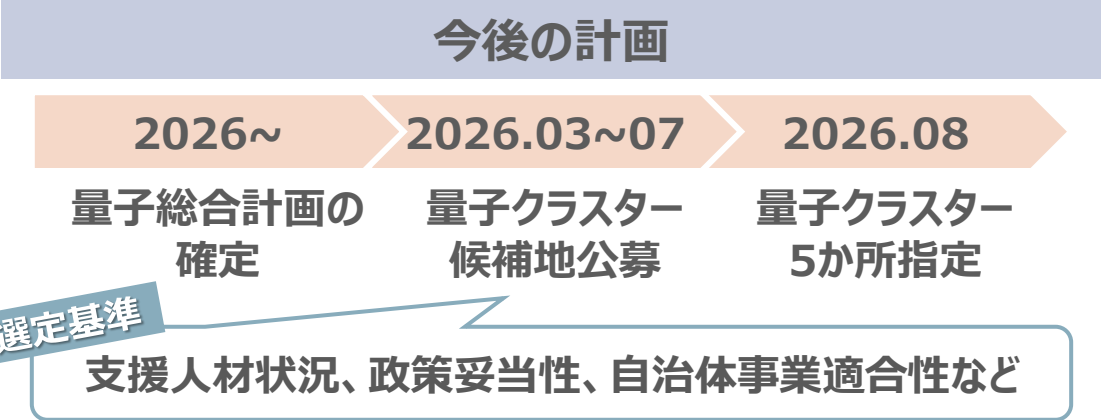 今後の計画
2026~
2026.03~07
2026.08
量子総合計画の
確定
量子クラスター
候補地公募
量子クラスター
5か所指定
選定基準
支援人材状況、政策妥当性、自治体事業適合性など